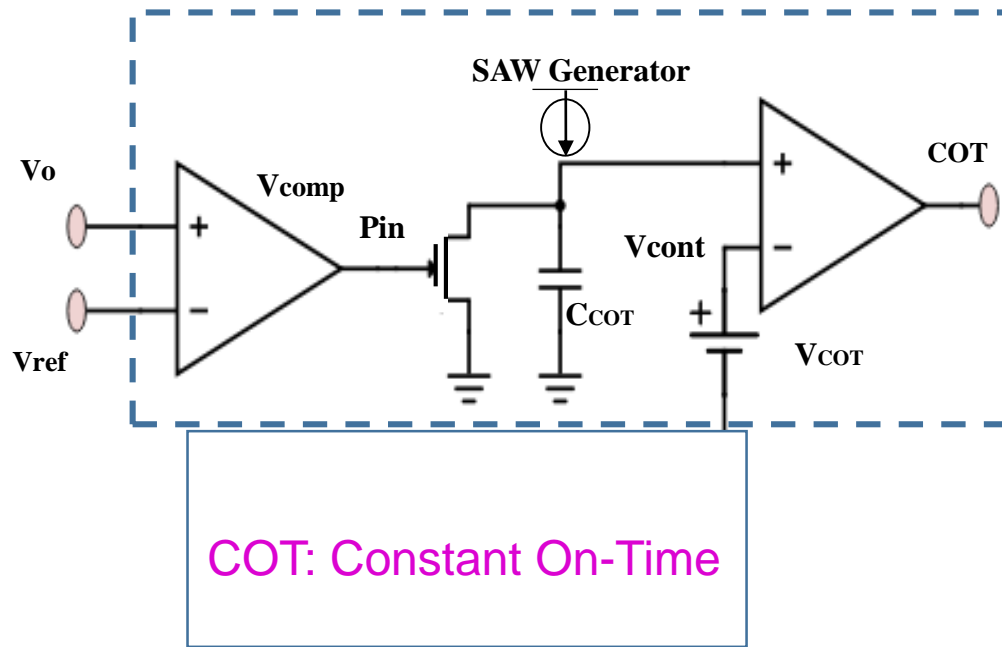 SAW Generator
Vo
Vcomp
+
+
COT
Pin
Vcont
−
−
+
CCOT
Vref
VCOT
COT: Constant On-Time